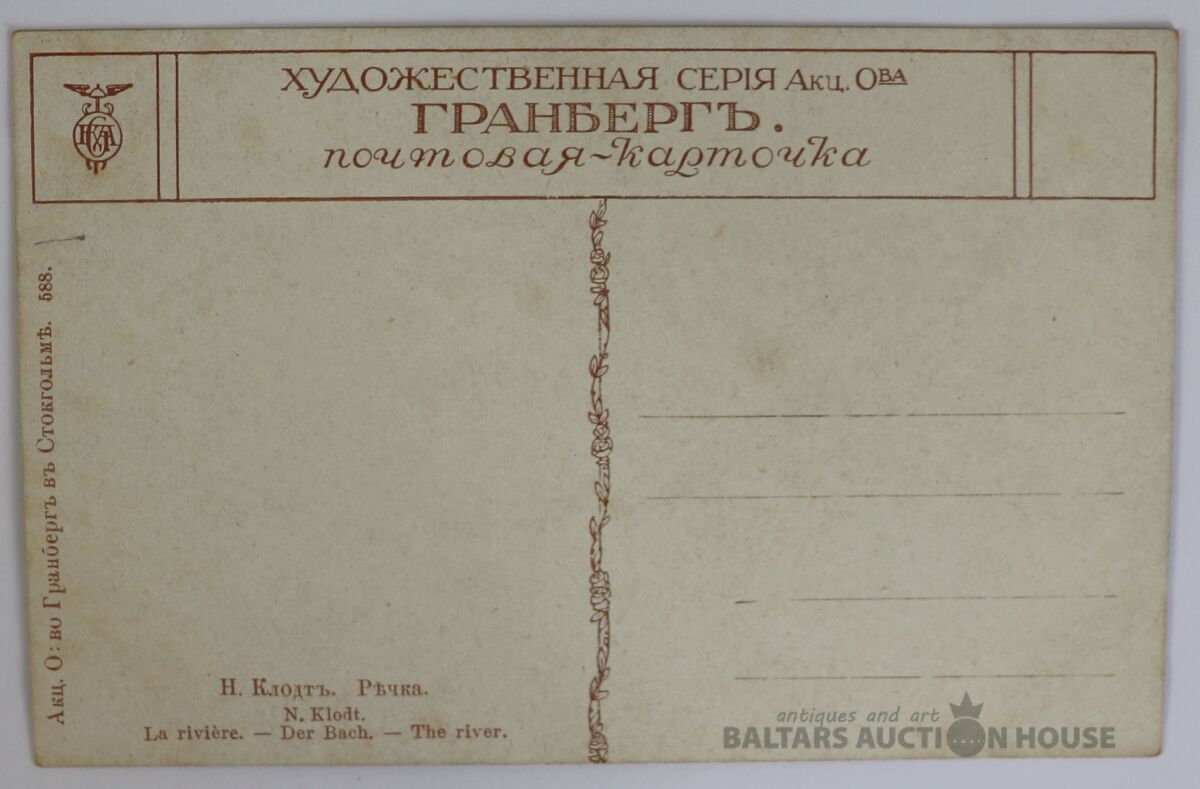 ХУДОЖЕСТВЕННАЯ СЕРІЯ Акц. Ова
ГРАНБЕРГЪ.
почтовая-карточка
Акц. О: во Гранбергъ въ Стокгольмѣ. 588.
Н. Клодтъ. Рѣчка.
N. Klodt.
La rivière. — Der Bach. — The river.
antiques and art
BALTARS AUCTION HOUSE